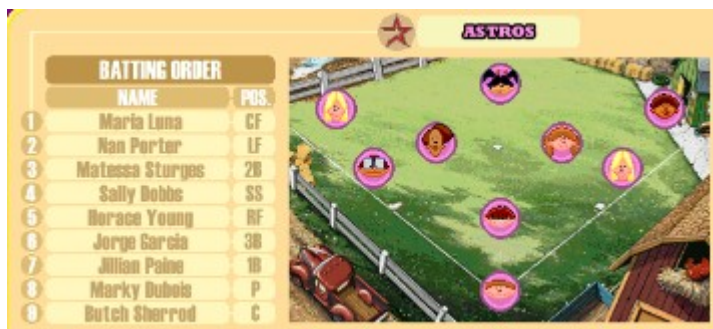 ASTROS
BATTING ORDER
NAME POS.
1 Maria Luna CF
2 Nan Porter LF
3 Matessa Sturges 2B
4 Sally Dobbs SS
5 Horace Young RF
6 Jorge Garcia 3B
7 Jillian Paine 1B
8 Marky Dubois P
9 Butch Sherrod C